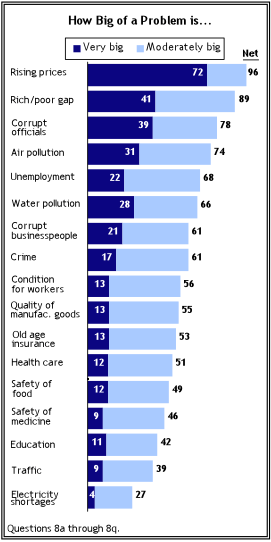 How Big of a Problem is...
Very big Moderately big
Net
Rising prices 72 96
Rich/poor gap 41 89
Corrupt
officials 39 78
Air pollution 31 74
Unemployment 22 68
Water pollution 28 66
Corrupt
businesspeople 21 61
Crime 17 61
Condition
for workers 13 56
Quality of
manufac. goods 13 55
Old age
insurance 13 53
Health care 12 51
Safety of
food 12 49
Safety of
medicine 9 46
Education 11 42
Traffic 9 39
Electricity
shortages 4 27
Questions 8a through 8q.